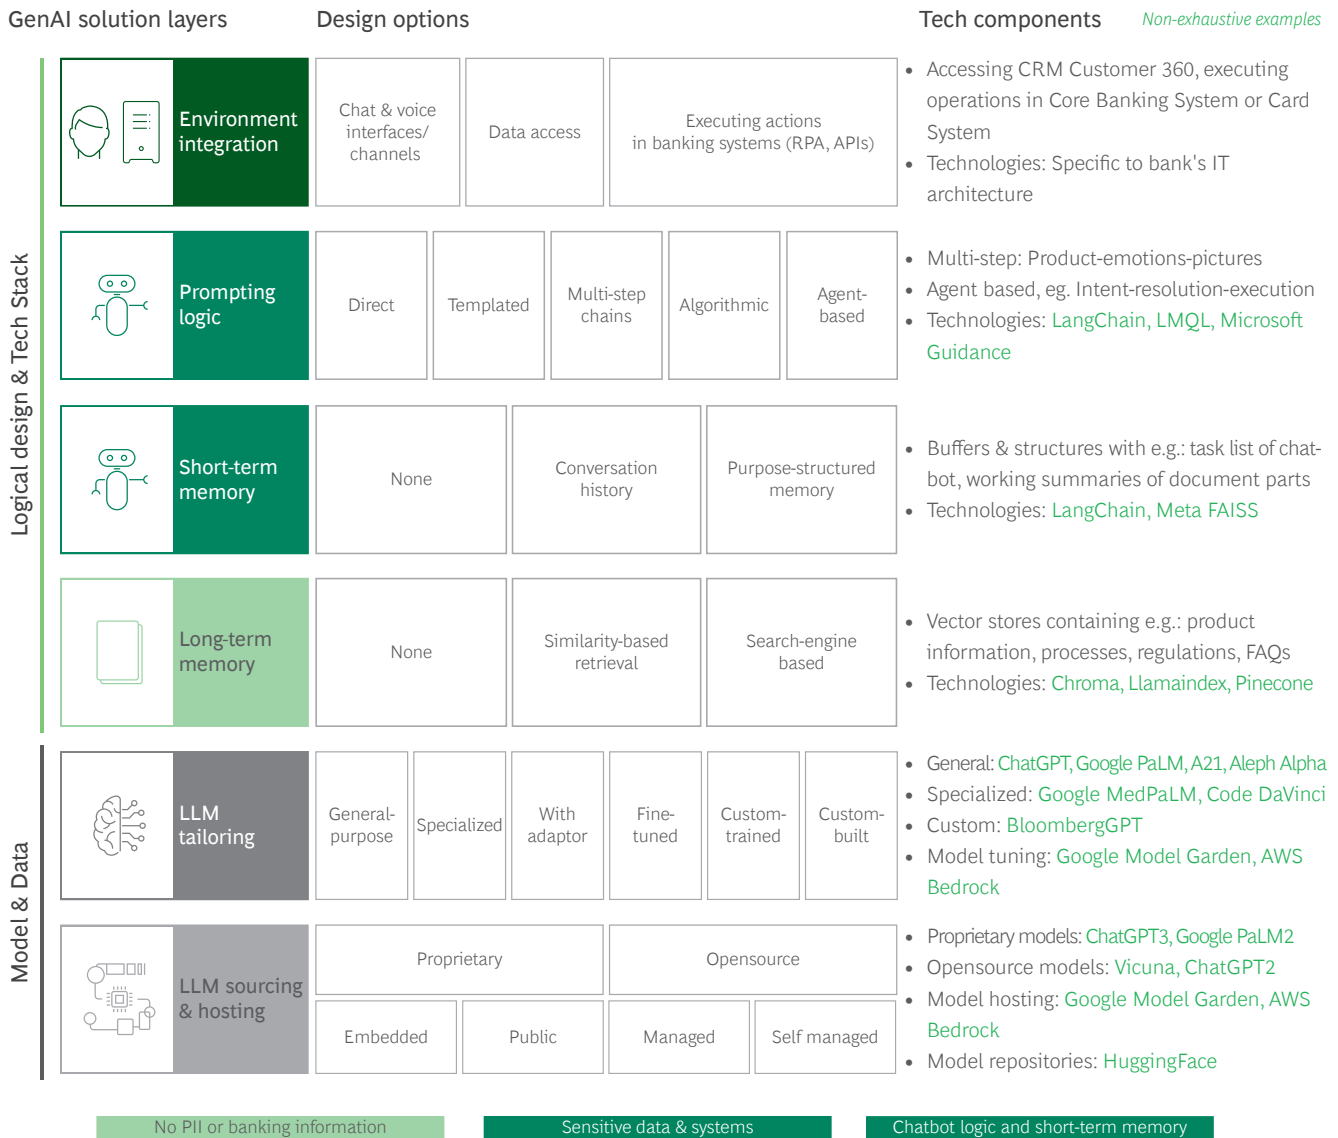 GenAI solution layers
Design options
Tech components
Non-exhaustive examples
Logical design & Tech Stack
Environment
integration
Chat & voice
interfaces/
channels
Data access
Executing actions
in banking systems (RPA, APIs)
• Accessing CRM Customer 360, executing
operations in Core Banking System or Card
System
• Technologies: Specific to bank's IT
architecture
Prompting
logic
Direct
Templated
Multi-step
chains
Algorithmic
Agent-
based
• Multi-step: Product-emotions-pictures
• Agent based, eg. Intent-resolution-execution
• Technologies: LangChain, LMQL, Microsoft
Guidance
Short-term
memory
None
Conversation
history
Purpose-structured
memory
• Buffers & structures with e.g.: task list of chat-
bot, working summaries of document parts
• Technologies: LangChain, Meta FAISS
Long-term
memory
None
Similarity-based
retrieval
Search-engine
based
• Vector stores containing e.g.: product
information, processes, regulations, FAQs
• Technologies: Chroma, Llamaindex, Pinecone
Model & Data
LLM
tailoring
General-
purpose
Specialized
With
adaptor
Fine-
tuned
Custom-
trained
Custom-
built
• General: ChatGPT, Google PaLM, A21, Aleph Alpha
• Specialized: Google MedPaLM, Code DaVinci
• Custom: BloombergGPT
• Model tuning: Google Model Garden, AWS
Bedrock
LLM sourcing
& hosting
Proprietary
Opensource
Embedded
Public
Managed
Self managed
• Proprietary models: ChatGPT3, Google PaLM2
• Opensource models: Vicuna, ChatGPT2
• Model hosting: Google Model Garden, AWS
Bedrock
• Model repositories: HuggingFace
No PII or banking information
Sensitive data & systems
Chatbot logic and short-term memory